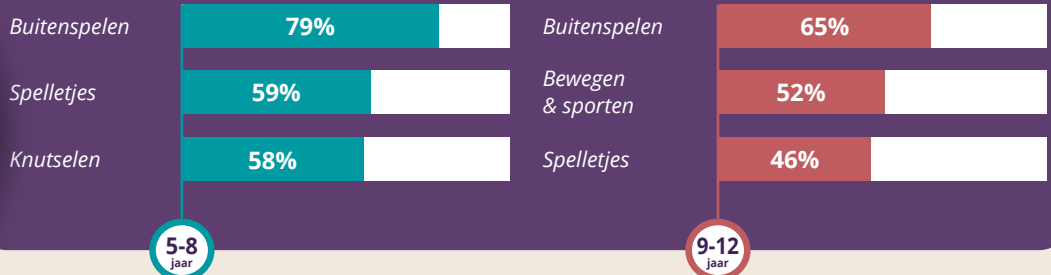 Buitenspelen
79%
Spelletjes
59%
Knutselen
58%
5-8
jaar
Buitenspelen
65%
Bewegen
& sporten
52%
Spelletjes
46%
9-12
jaar